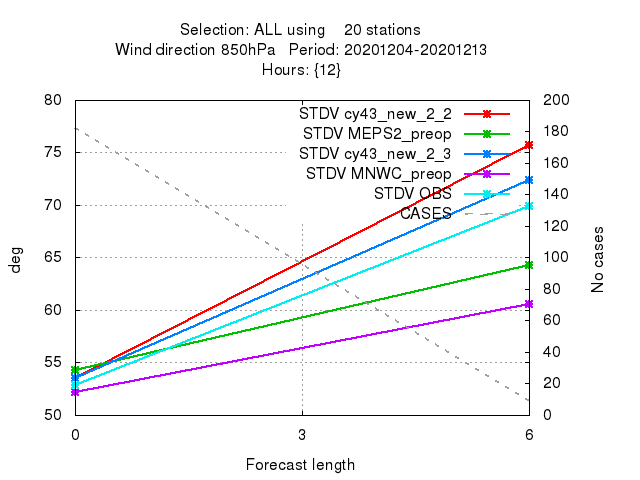 Selection: ALL using 20 stations
Wind direction 850hPa Period: 20201204-20201213
Hours: {12}
80
75
70
65
60
55
50
200
180
160
140
120
100
80
60
40
20
0
STDV cy43_new_2_2
STDV MEPS2_preop
STDV cy43_new_2_3
STDV MNWC_preop
STDV OBS
CASES
deg
No cases
0 3 6
Forecast length